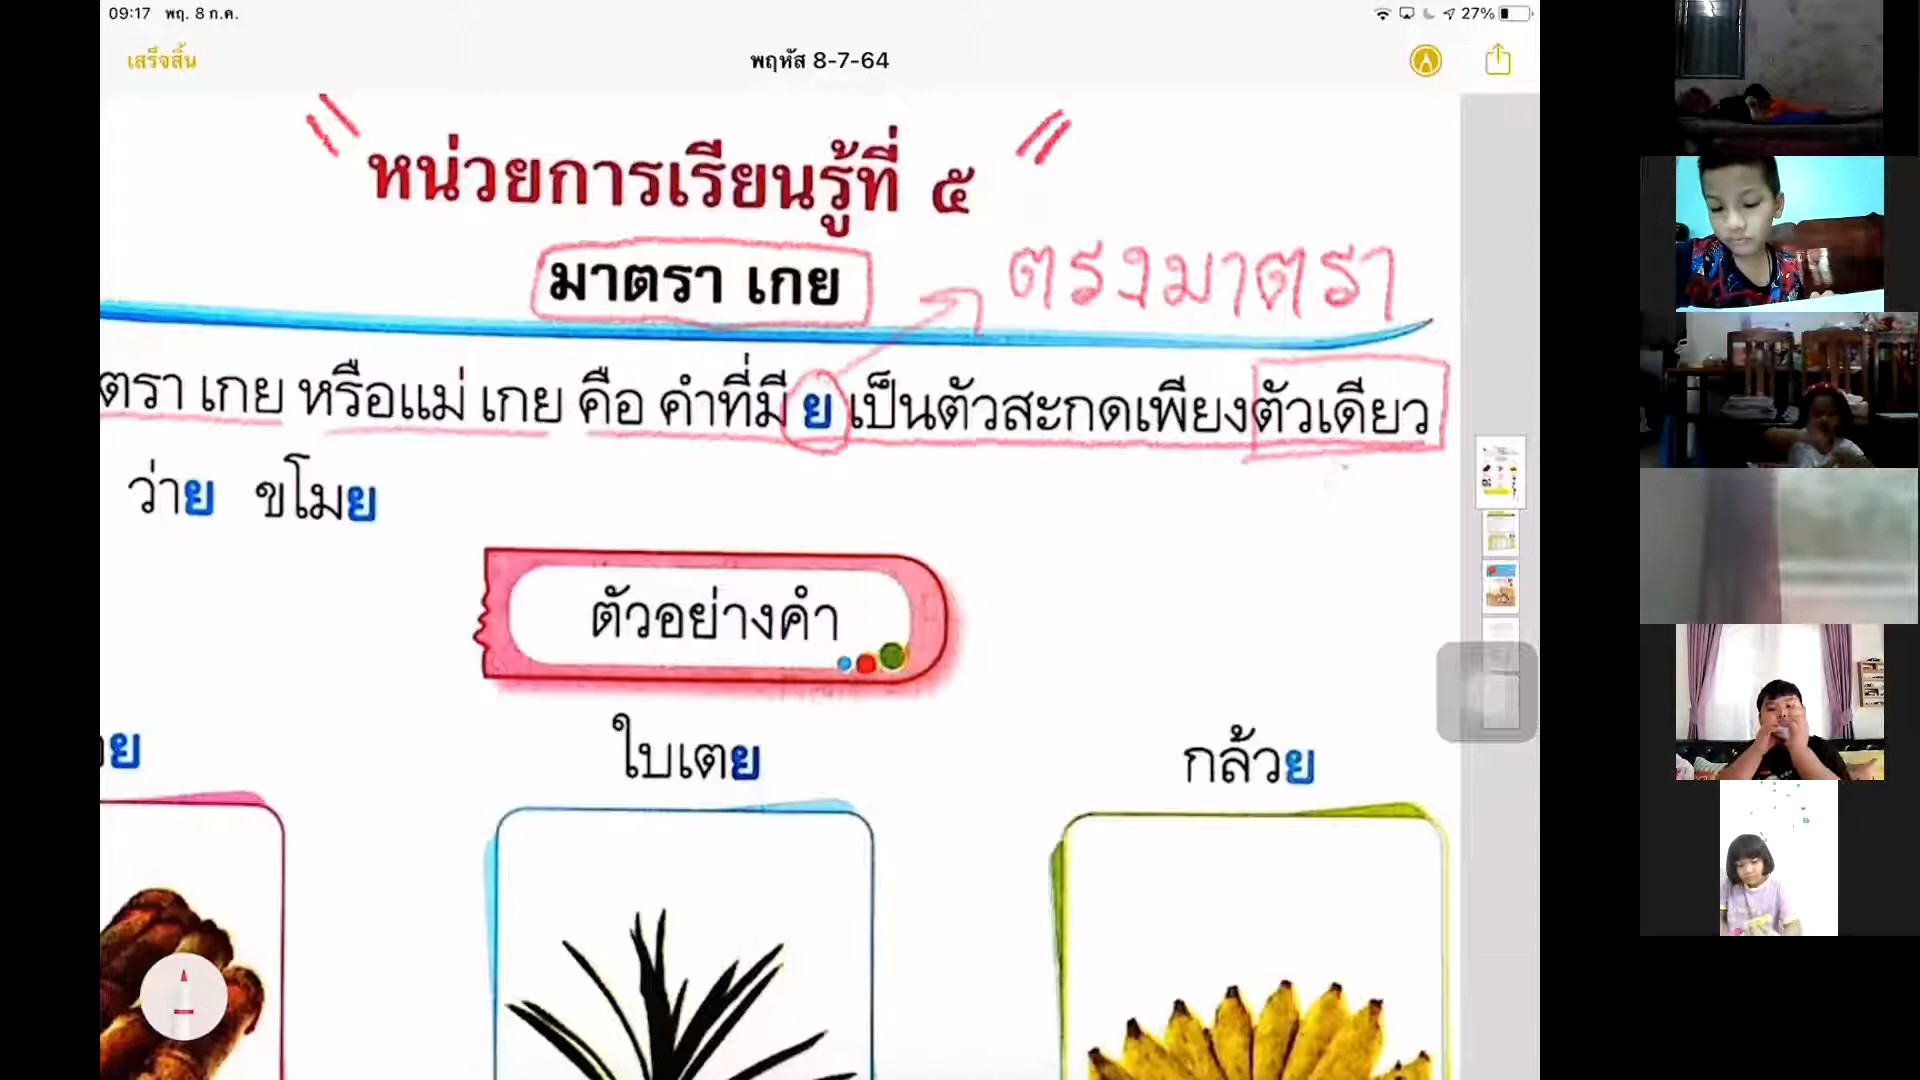 09:17 พฤ. 8 ก.ค.
27%
เสร็จสิ้น
พฤหัส 8-7-64
" หน่วยการเรียนรู้ที่ ๕ "
มาตรา เกย
ตรงมาตรา
ตรา เกย หรือแม่ เกย คือ คำที่มี ย เป็นตัวสะกดเพียงตัวเดียว
ว่าย ขโมย
ตัวอย่างคำ
ย ใบเตย กล้วย